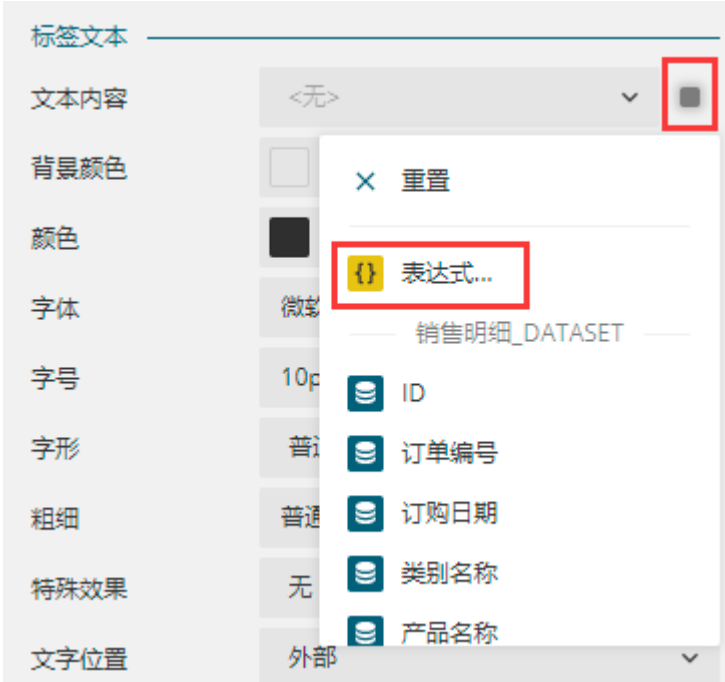 标签文本
文本内容 <无>
背景颜色
重置
颜色
{} 表达式...
字体 微软
销售明细_DATASET
字号 10p
ID
字形 普通
订单编号
粗细 普通
订购日期
特殊效果 无
类别名称
产品名称
文字位置 外部